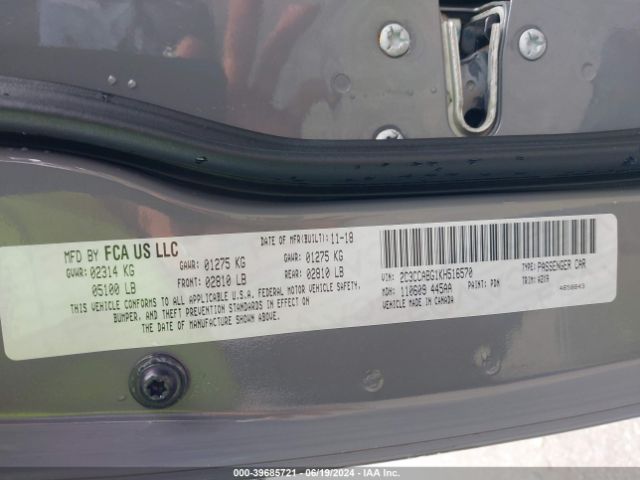 MFD BY FCA US LLC
DATE OF MFR(BUILT): 11-18
GVWR: 02314 KG
GAWR: 01275 KG
GAWR: 01275 KG
05100 LB
FRONT: 02810 LB
REAR: 02810 LB
THIS VEHICLE CONFORMS TO ALL APPLICABLE U.S.A. FEDERAL MOTOR VEHICLE SAFETY,
BUMPER, AND THEFT PREVENTION STANDARDS IN EFFECT ON
THE DATE OF MANUFACTURE SHOWN ABOVE.
VIN: 2C3CCABG1KH516570
TYPE: PASSENGER CAR
MDH: 110609 445AA
PAINT: PDN
TRIM: A2X9
VEHICLE MADE IN CANADA
000-39685721 - 06/19/2024 - IAA Inc.